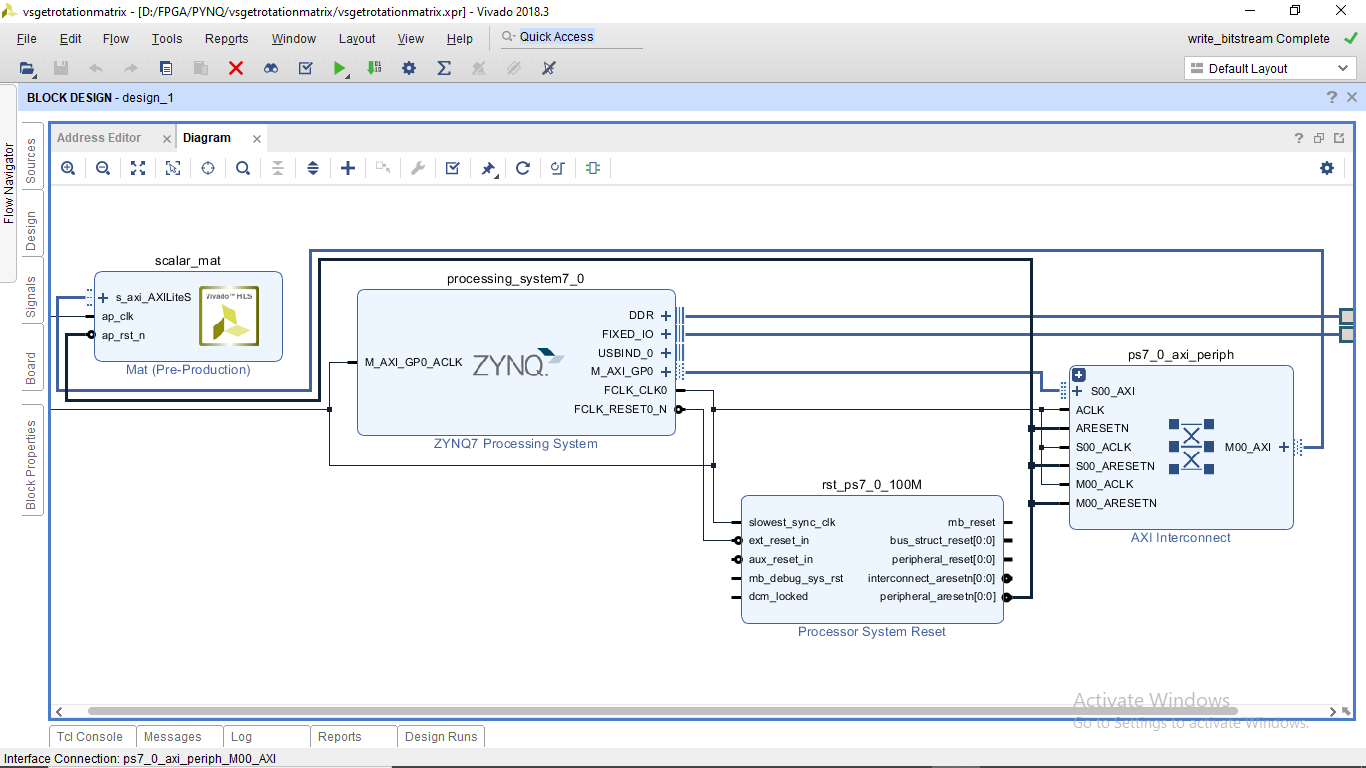 vsgetrotationmatrix - [D:/FPGA/PYNQ/vsgetrotationmatrix/vsgetrotationmatrix.xpr] - Vivado 2018.3
File Edit Flow Tools Reports Window Layout View Help Quick Access write_bitstream Complete
Default Layout
BLOCK DESIGN - design_1
Flow Navigator
Sources
Design
Signals
Board
Block Properties
Address Editor Diagram
scalar_mat
s_axi_AXILiteS
ap_clk
ap_rst_n
Vivado™ HLS
Mat (Pre-Production)
processing_system7_0
M_AXI_GP0_ACLK
ZYNQ
DDR
FIXED_IO
USBIND_0
M_AXI_GP0
FCLK_CLK0
FCLK_RESET0_N
ZYNQ7 Processing System
ps7_0_axi_periph
S00_AXI
ACLK
ARESETN
S00_ACLK
S00_ARESETN
M00_ACLK
M00_ARESETN
M00_AXI
AXI Interconnect
rst_ps7_0_100M
slowest_sync_clk mb_reset
ext_reset_in bus_struct_reset[0:0]
aux_reset_in peripheral_reset[0:0]
mb_debug_sys_rst interconnect_aresetn[0:0]
dcm_locked peripheral_aresetn[0:0]
Processor System Reset
Activate Windows
Go to Settings to activate Windows.
Tcl Console Messages Log Reports Design Runs
Interface Connection: ps7_0_axi_periph_M00_AXI